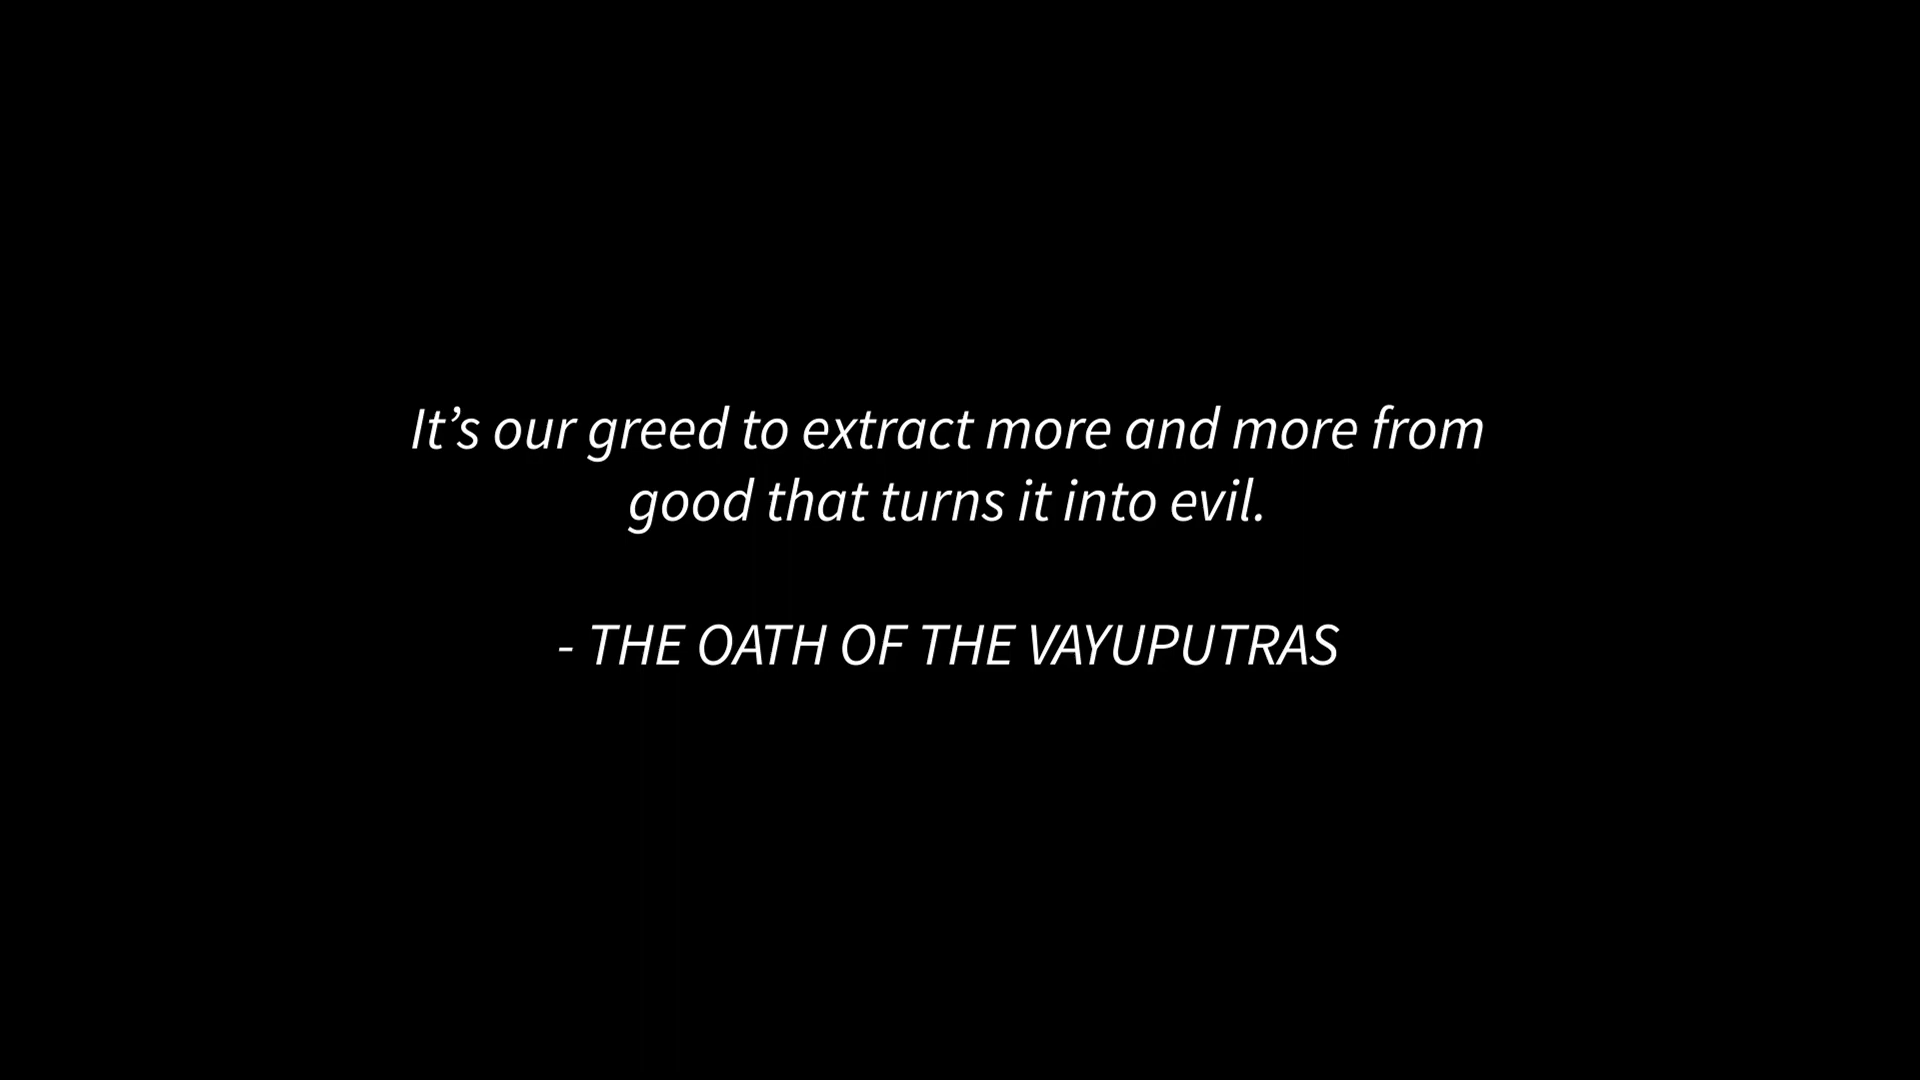 It’s our greed to extract more and more from
good that turns it into evil.
- THE OATH OF THE VAYUPUTRAS